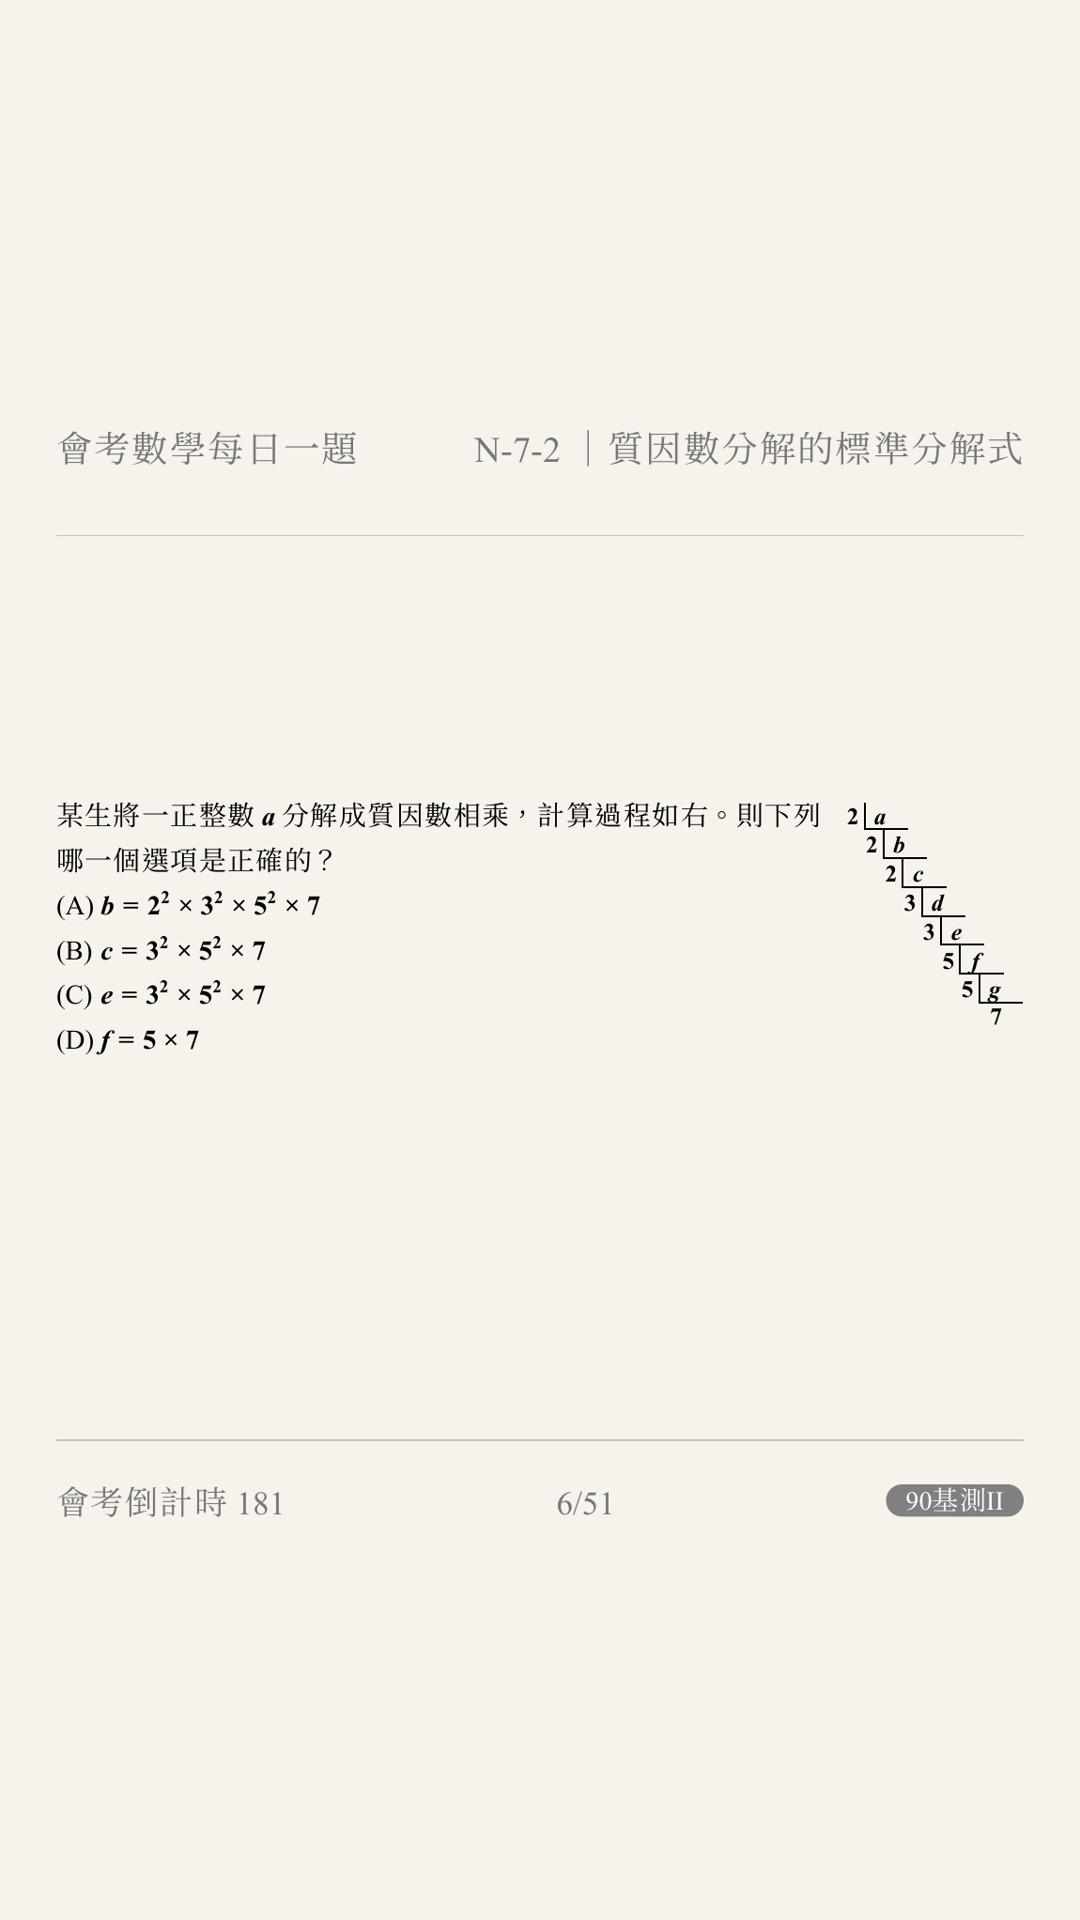 會考數學每日一題
N-7-2 │質因數分解的標準分解式
某生將一正整數 a 分解成質因數相乘，計算過程如右。則下列
哪一個選項是正確的？
(A) b = 2² × 3² × 5² × 7
(B) c = 3² × 5² × 7
(C) e = 3² × 5² × 7
(D) f = 5 × 7
2 a
2 b
2 c
3 d
3 e
5 f
5 g
7
會考倒計時 181
6/51
90基測II